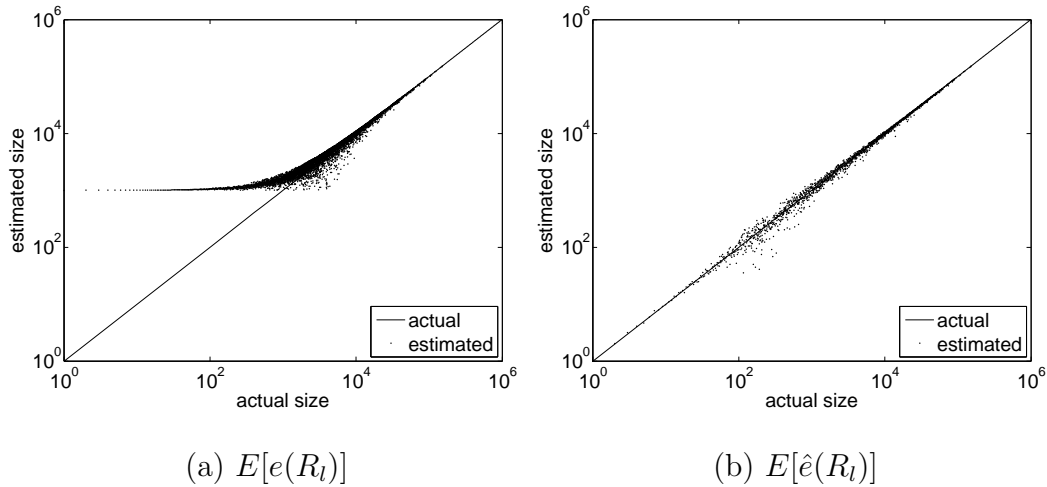 10^6
10^4
10^2
10^0
estimated size
10^0 10^2 10^4 10^6
actual size
actual
estimated
(a) E[e(R_l)]
10^6
10^4
10^2
10^0
estimated size
10^0 10^2 10^4 10^6
actual size
actual
estimated
(b) E[ê(R_l)]